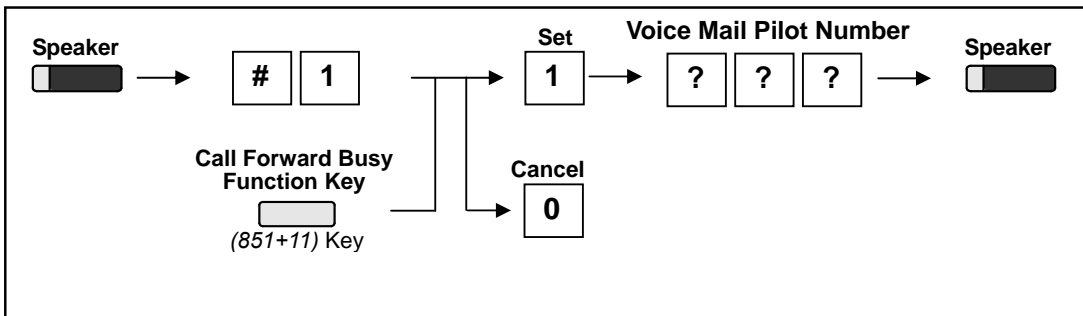 Speaker
# 1
Set
1
Voice Mail Pilot Number
? ? ?
Speaker
Call Forward Busy
Function Key
(851+11) Key
Cancel
0